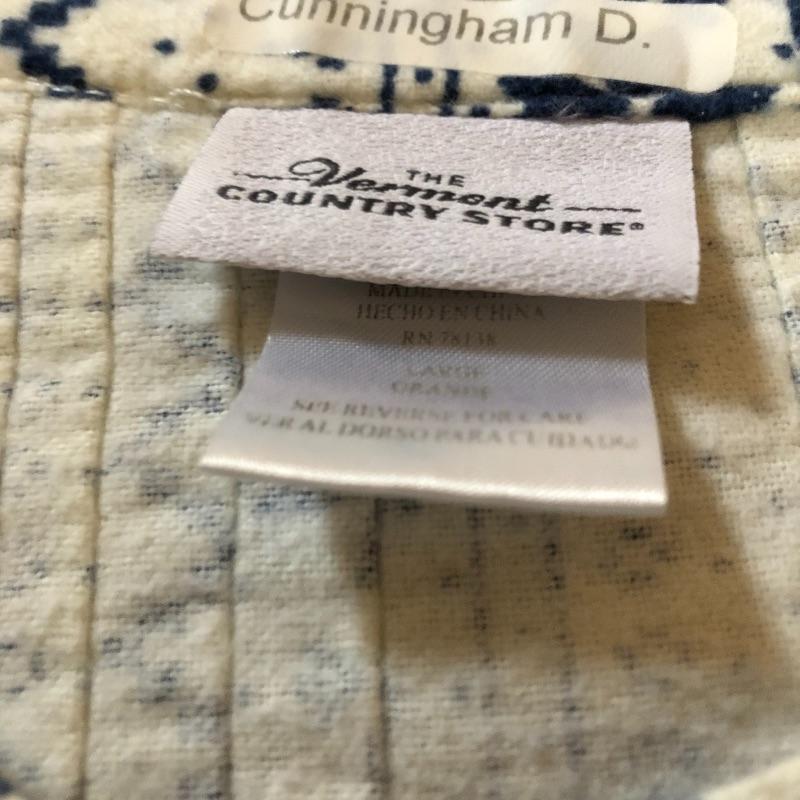 Cunningham D.
THE
Vermont
COUNTRY STORE®
MADE IN CHINA
HECHO EN CHINA
RN 78138
LARGE
GRANDE
SEE REVERSE FOR CARE
VER AL DORSO PARA CUIDADO